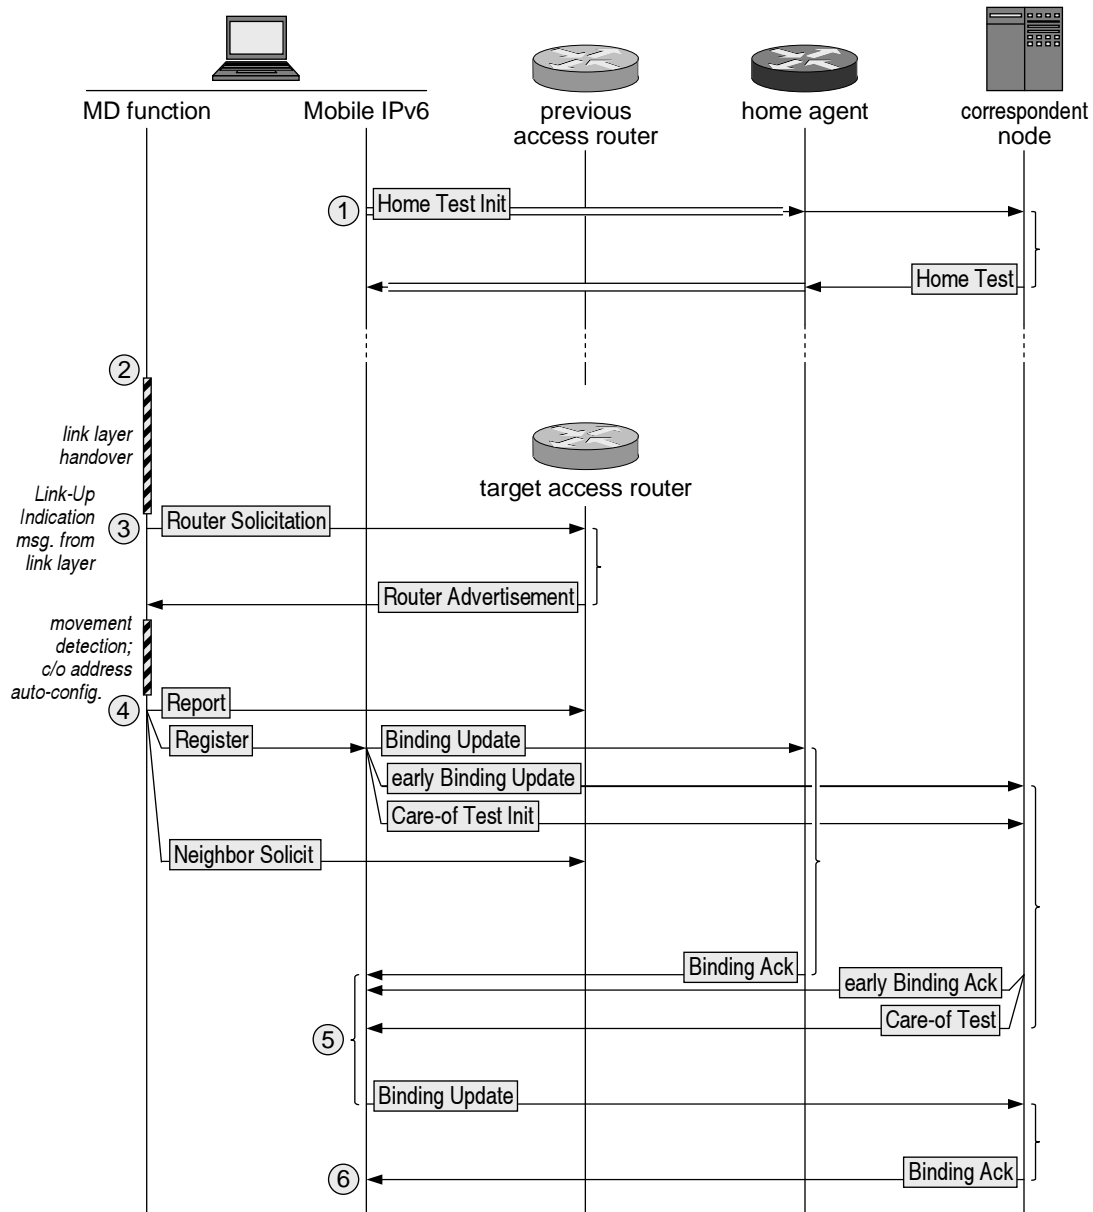 MD function
Mobile IPv6
previous
access router
home agent
correspondent
node
1
Home Test Init
Home Test
2
link layer
handover
target access router
Link-Up
Indication
msg. from
link layer
3
Router Solicitation
Router Advertisement
movement
detection;
c/o address
auto-config.
4
Report
Register
Binding Update
early Binding Update
Care-of Test Init
Neighbor Solicit
Binding Ack
early Binding Ack
Care-of Test
5
Binding Update
6
Binding Ack